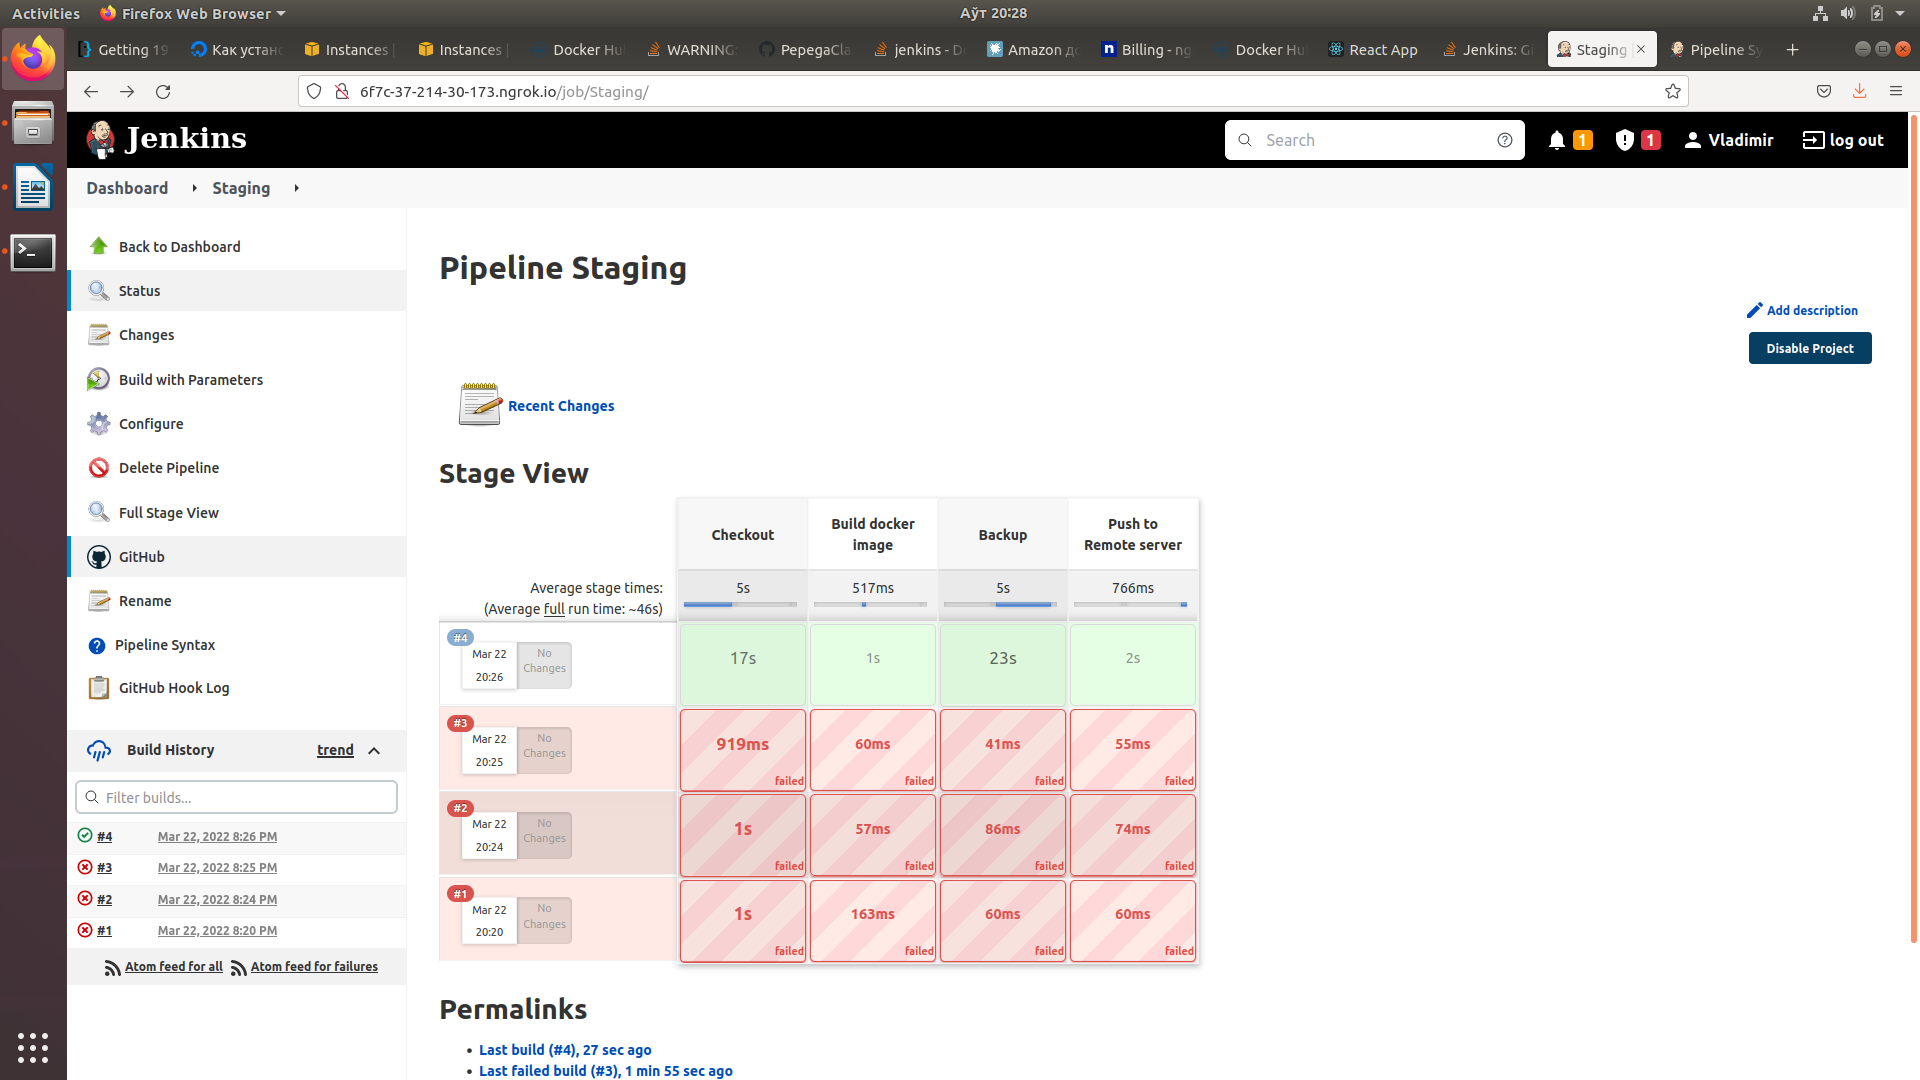 Activities
Firefox Web Browser
Аўт 20:28
Getting 19
Как устан
Instances
Instances
Docker Hu
WARNING
PepegaCla
jenkins - D
Amazon до
Billing - ng
Docker Hu
React App
Jenkins: Gi
Staging
Pipeline Sy
6f7c-37-214-30-173.ngrok.io/job/Staging/
Jenkins
Search
1
1
Vladimir
log out
Dashboard
Staging
Back to Dashboard
Status
Changes
Build with Parameters
Configure
Delete Pipeline
Full Stage View
GitHub
Rename
Pipeline Syntax
GitHub Hook Log
Build History
trend
Filter builds...
#4 Mar 22, 2022 8:26 PM
#3 Mar 22, 2022 8:25 PM
#2 Mar 22, 2022 8:24 PM
#1 Mar 22, 2022 8:20 PM
Atom feed for all
Atom feed for failures
Pipeline Staging
Add description
Disable Project
Recent Changes
Stage View
Checkout
Build docker
image
Backup
Push to
Remote server
Average stage times:
(Average full run time: ~46s)
5s
517ms
5s
766ms
#4
Mar 22
20:26
No
Changes
17s
1s
23s
2s
#3
Mar 22
20:25
No
Changes
919ms
failed
60ms
failed
41ms
failed
55ms
failed
#2
Mar 22
20:24
No
Changes
1s
failed
57ms
failed
86ms
failed
74ms
failed
#1
Mar 22
20:20
No
Changes
1s
failed
163ms
failed
60ms
failed
60ms
failed
Permalinks
• Last build (#4), 27 sec ago
• Last failed build (#3), 1 min 55 sec ago